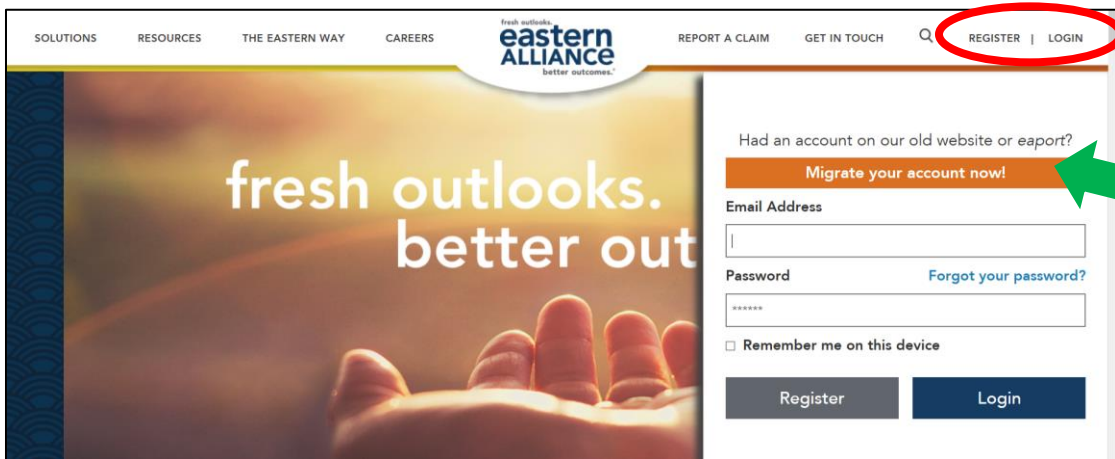 SOLUTIONS RESOURCES THE EASTERN WAY CAREERS
fresh outlooks.
eastern
ALLIANCE
better outcomes.
REPORT A CLAIM GET IN TOUCH REGISTER | LOGIN
fresh outlooks.
better out
Had an account on our old website or eaport?
Migrate your account now!
Email Address
Password Forgot your password?
******
Remember me on this device
Register Login